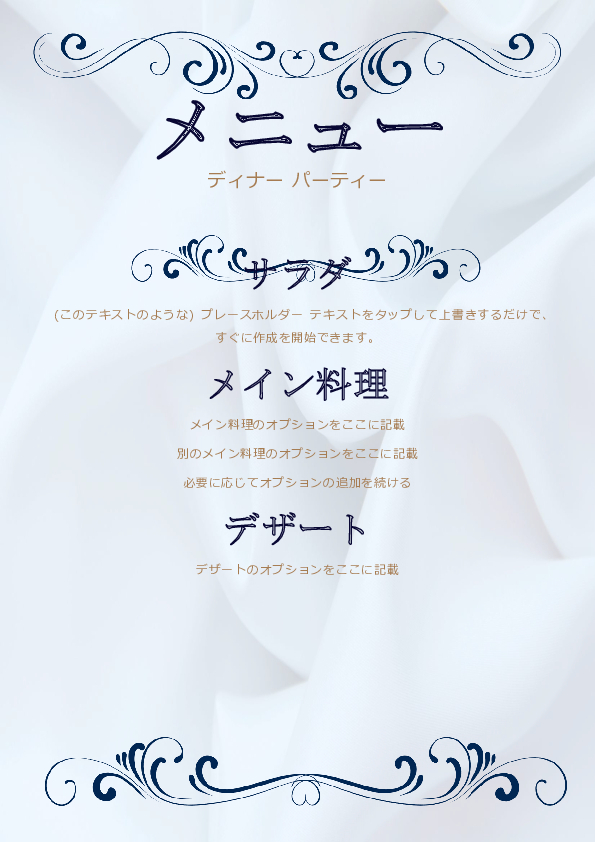 メニュー
ディナー パーティー
サラダ
(このテキストのような) プレースホルダー テキストをタップして上書きするだけで、
すぐに作成を開始できます。
メイン料理
メイン料理のオプションをここに記載
別のメイン料理のオプションをここに記載
必要に応じてオプションの追加を続ける
デザート
デザートのオプションをここに記載